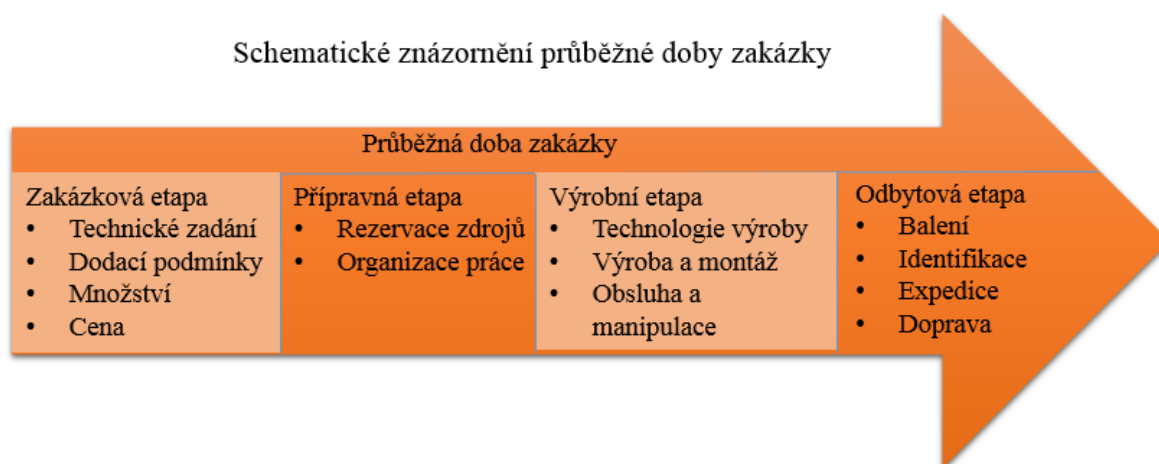 Schematické znázornění průběžné doby zakázky
Průběžná doba zakázky
Zakázková etapa
• Technické zadání
• Dodací podmínky
• Množství
• Cena
Přípravná etapa
• Rezervace zdrojů
• Organizace práce
Výrobní etapa
• Technologie výroby
• Výroba a montáž
• Obsluha a
manipulace
Odbytová etapa
• Balení
• Identifikace
• Expedice
• Doprava